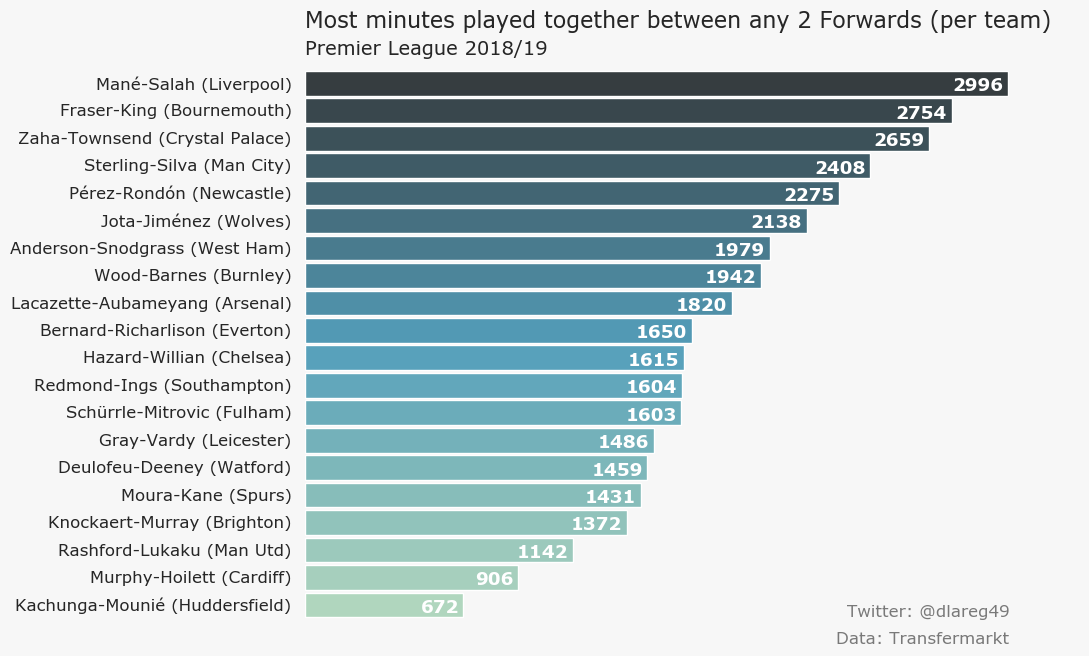 Most minutes played together between any 2 Forwards (per team)
Premier League 2018/19
Mané-Salah (Liverpool) 2996
Fraser-King (Bournemouth) 2754
Zaha-Townsend (Crystal Palace) 2659
Sterling-Silva (Man City) 2408
Pérez-Rondón (Newcastle) 2275
Jota-Jiménez (Wolves) 2138
Anderson-Snodgrass (West Ham) 1979
Wood-Barnes (Burnley) 1942
Lacazette-Aubameyang (Arsenal) 1820
Bernard-Richarlison (Everton) 1650
Hazard-Willian (Chelsea) 1615
Redmond-Ings (Southampton) 1604
Schürrle-Mitrovic (Fulham) 1603
Gray-Vardy (Leicester) 1486
Deulofeu-Deeney (Watford) 1459
Moura-Kane (Spurs) 1431
Knockaert-Murray (Brighton) 1372
Rashford-Lukaku (Man Utd) 1142
Murphy-Hoilett (Cardiff) 906
Kachunga-Mounié (Huddersfield) 672
Twitter: @dlareg49
Data: Transfermarkt